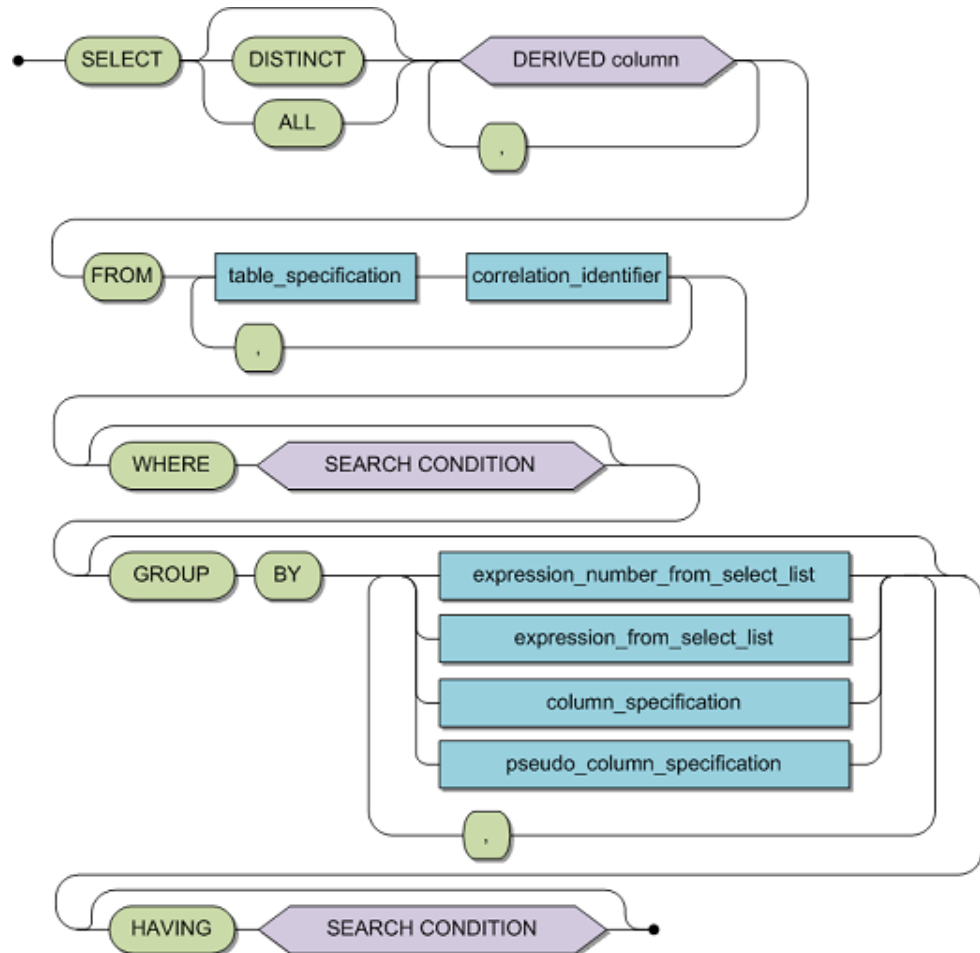 SELECT DISTINCT DERIVED column
ALL ,
FROM table_specification correlation_identifier
,
WHERE SEARCH CONDITION
GROUP BY expression_number_from_select_list
expression_from_select_list
column_specification
pseudo_column_specification
,
HAVING SEARCH CONDITION